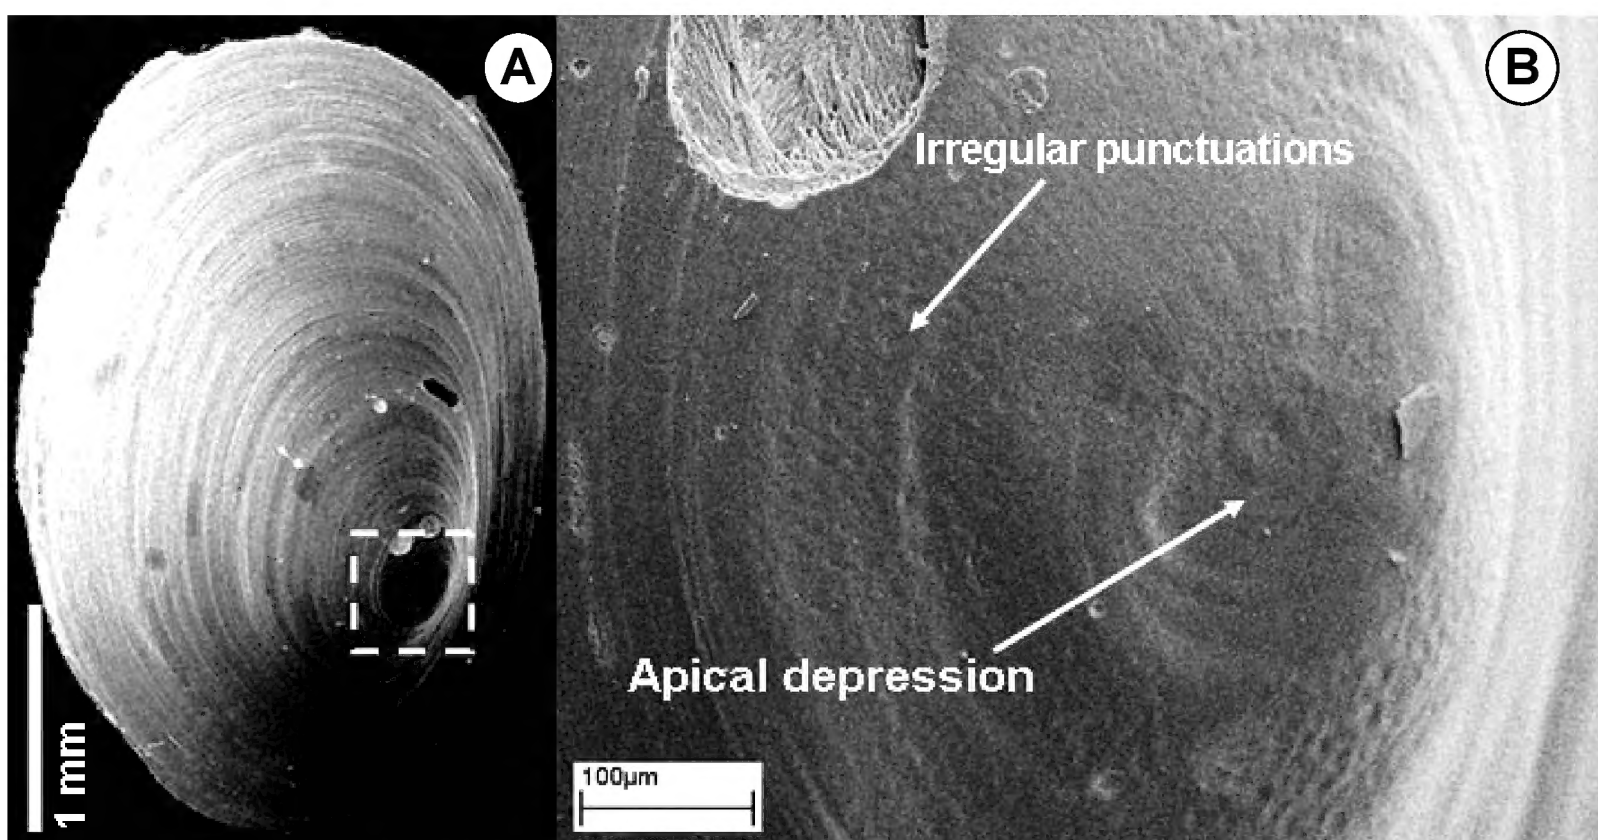 A
1 mm
B
Irregular punctuations
Apical depression
100µm